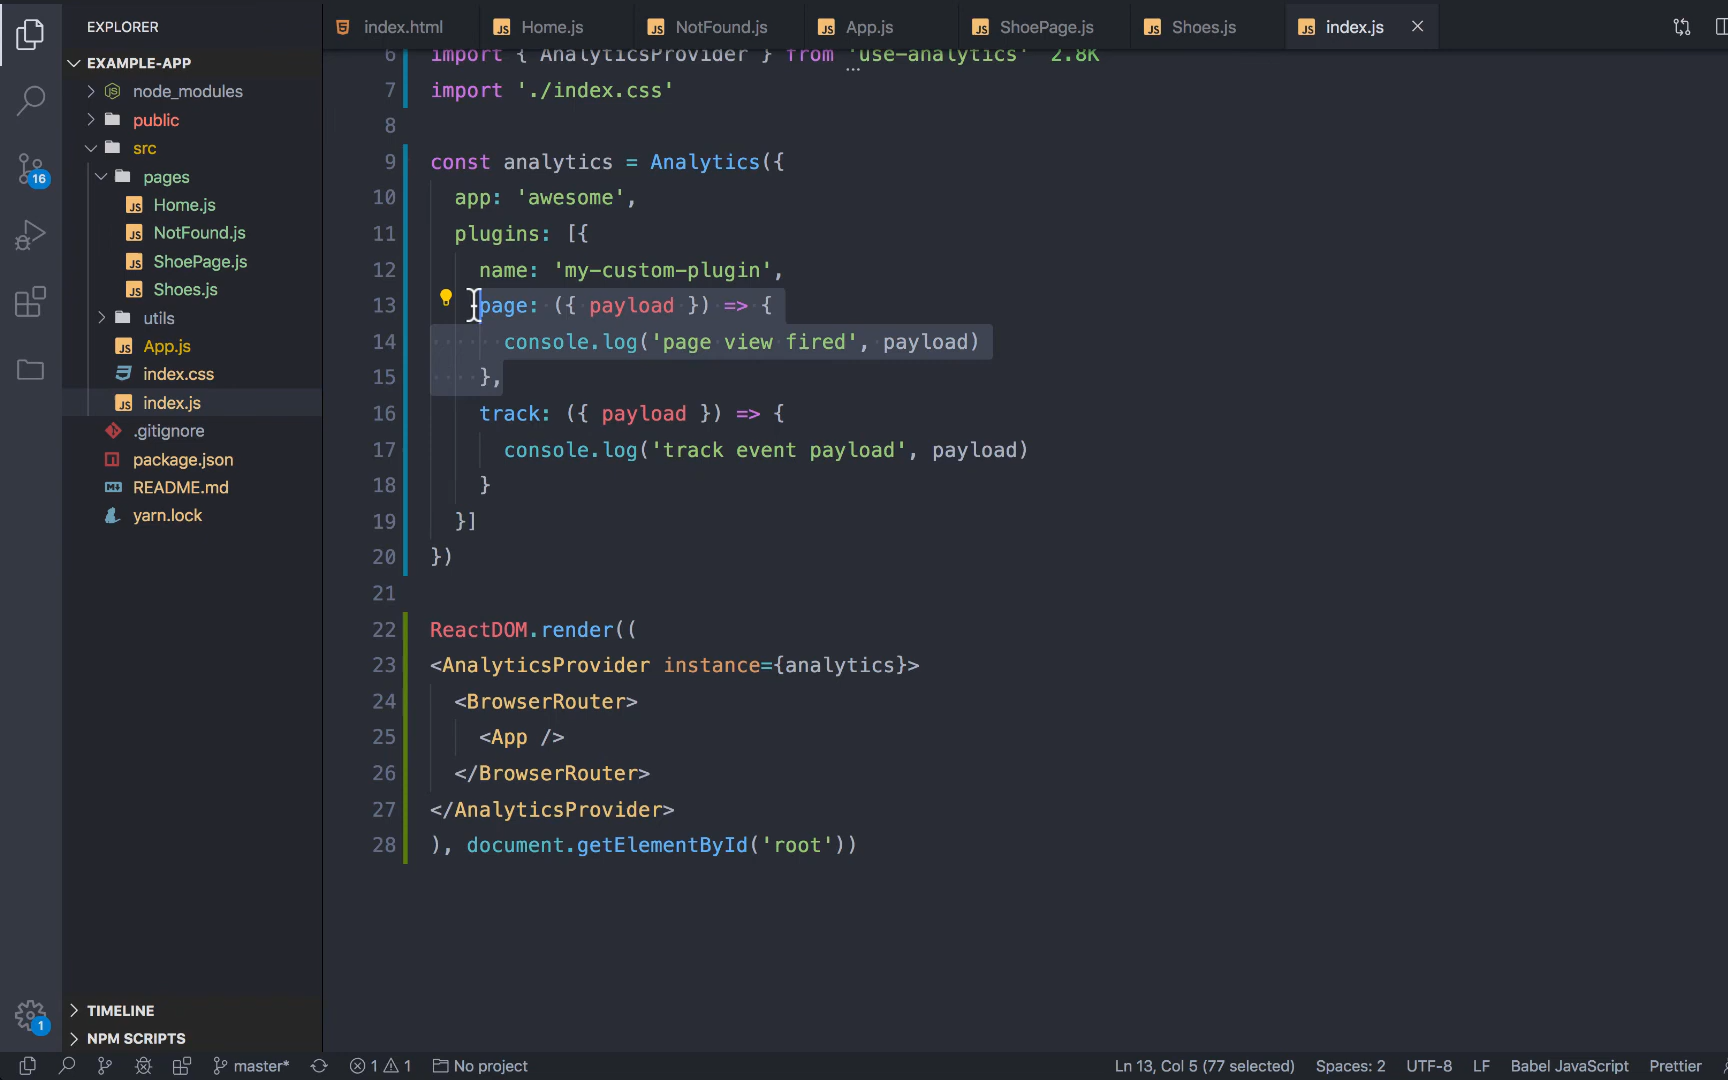 EXPLORER
index.html
Home.js
NotFound.js
App.js
ShoePage.js
Shoes.js
index.js
EXAMPLE-APP
node_modules
public
src
pages
Home.js
NotFound.js
ShoePage.js
Shoes.js
utils
App.js
index.css
index.js
.gitignore
package.json
README.md
yarn.lock
TIMELINE
NPM SCRIPTS
16
1
6 import { AnalyticsProvider } from 'use-analytics' 2.8K
7 import './index.css'
8
9 const analytics = Analytics({
10 app: 'awesome',
11 plugins: [{
12 name: 'my-custom-plugin',
13 page: ({ payload }) => {
14 console.log('page view fired', payload)
15 },
16 track: ({ payload }) => {
17 console.log('track event payload', payload)
18 }
19 }]
20 })
21
22 ReactDOM.render((
23 <AnalyticsProvider instance={analytics}>
24 <BrowserRouter>
25 <App />
26 </BrowserRouter>
27 </AnalyticsProvider>
28 ), document.getElementById('root'))
master* 1 1 No project Ln 13, Col 5 (77 selected) Spaces: 2 UTF-8 LF Babel JavaScript Prettier